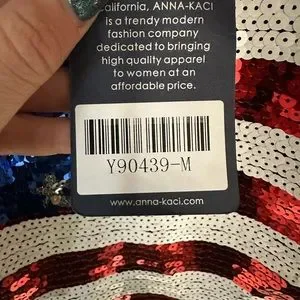 California, ANNA-KACI
is a trendy modern
fashion company
dedicated to bringing
high quality apparel
to women at an
affordable price.
Y90439-M
www.anna-kaci.com